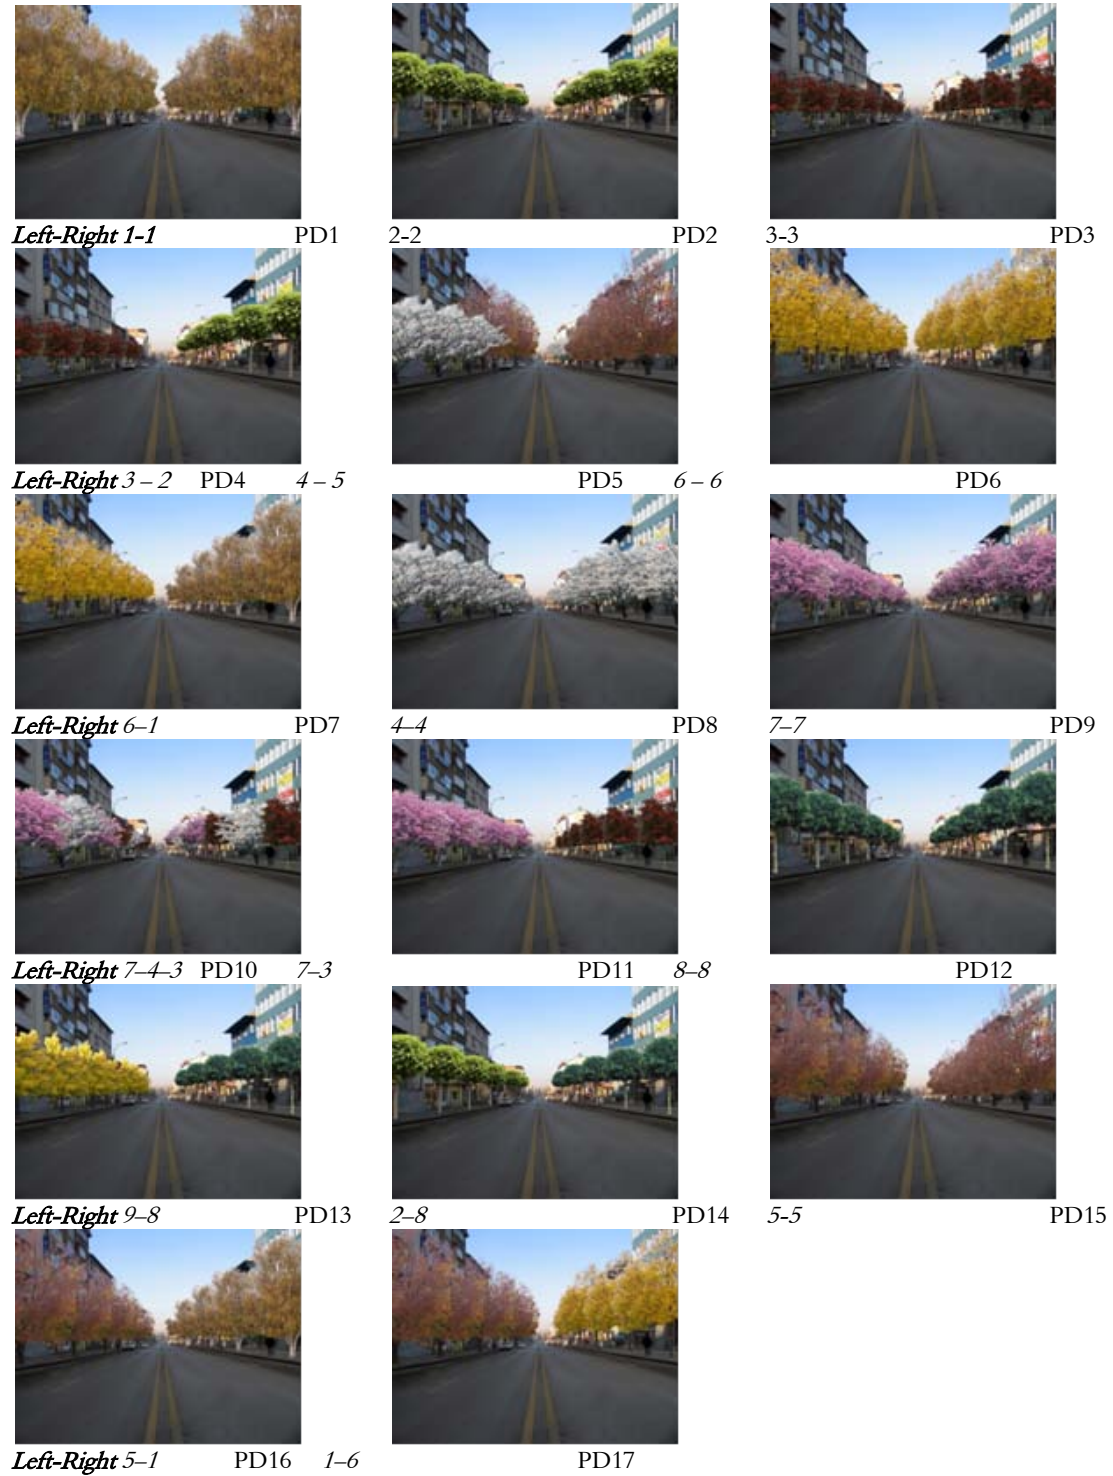 Left-Right 1-1 PD1 2-2 PD2 3-3 PD3
Left-Right 3 – 2 PD4 4 – 5 PD5 6 – 6 PD6
Left-Right 6–1 PD7 4–4 PD8 7–7 PD9
Left-Right 7–4–3 PD10 7–3 PD11 8–8 PD12
Left-Right 9–8 PD13 2–8 PD14 5-5 PD15
Left-Right 5–1 PD16 1–6 PD17